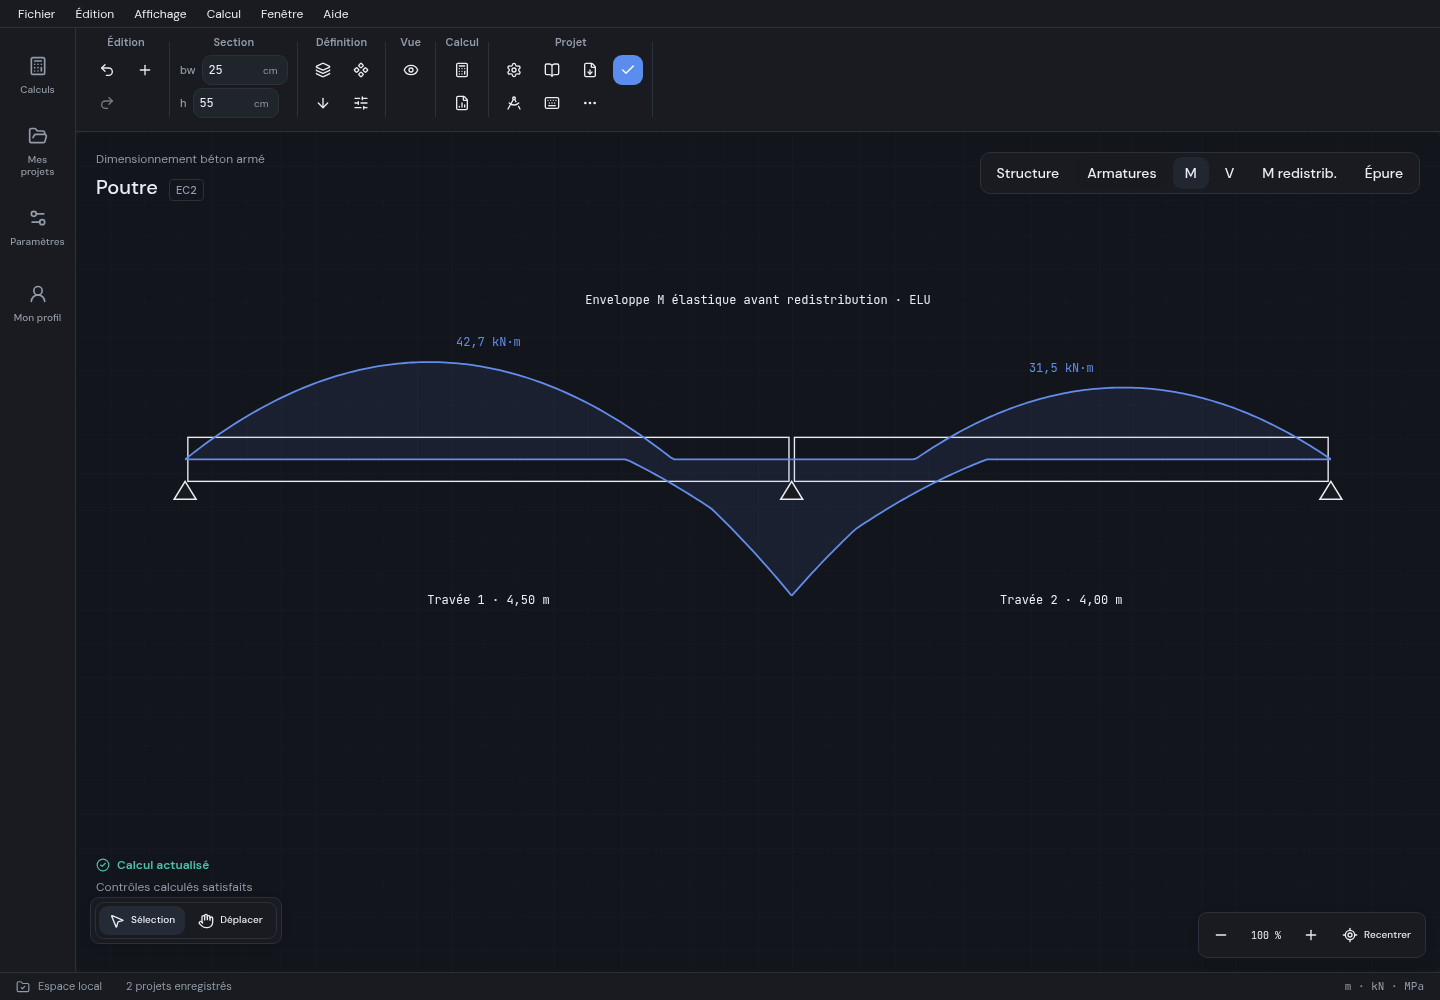 Fichier Édition Affichage Calcul Fenêtre Aide
Édition Section Définition Vue Calcul Projet
bw 25 cm
h 55 cm
Calculs
Mes
projets
Paramètres
Mon profil
Dimensionnement béton armé
Poutre EC2
Structure Armatures M V M redistrib. Épure
Enveloppe M élastique avant redistribution · ELU
42,7 kN·m
31,5 kN·m
Travée 1 · 4,50 m
Travée 2 · 4,00 m
Calcul actualisé
Contrôles calculés satisfaits
Sélection Déplacer
100 % Recentrer
Espace local 2 projets enregistrés m · kN · MPa